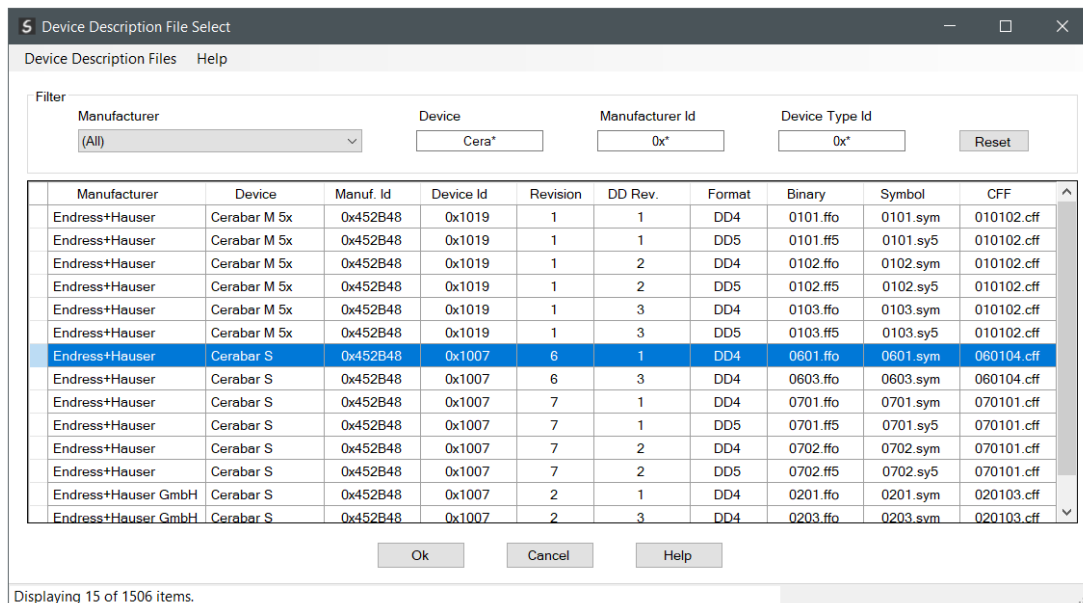 S Device Description File Select
Device Description Files Help
Filter
Manufacturer Device Manufacturer Id Device Type Id
(All) Cera* 0x* 0x* Reset
Manufacturer Device Manuf. Id Device Id Revision DD Rev. Format Binary Symbol CFF
Endress+Hauser Cerabar M 5x 0x452B48 0x1019 1 1 DD4 0101.ffo 0101.sym 010102.cff
Endress+Hauser Cerabar M 5x 0x452B48 0x1019 1 1 DD5 0101.ff5 0101.sy5 010102.cff
Endress+Hauser Cerabar M 5x 0x452B48 0x1019 1 2 DD4 0102.ffo 0102.sym 010102.cff
Endress+Hauser Cerabar M 5x 0x452B48 0x1019 1 2 DD5 0102.ff5 0102.sy5 010102.cff
Endress+Hauser Cerabar M 5x 0x452B48 0x1019 1 3 DD4 0103.ffo 0103.sym 010102.cff
Endress+Hauser Cerabar M 5x 0x452B48 0x1019 1 3 DD5 0103.ff5 0103.sy5 010102.cff
Endress+Hauser Cerabar S 0x452B48 0x1007 6 1 DD4 0601.ffo 0601.sym 060104.cff
Endress+Hauser Cerabar S 0x452B48 0x1007 6 3 DD4 0603.ffo 0603.sym 060104.cff
Endress+Hauser Cerabar S 0x452B48 0x1007 7 1 DD4 0701.ffo 0701.sym 070101.cff
Endress+Hauser Cerabar S 0x452B48 0x1007 7 1 DD5 0701.ff5 0701.sy5 070101.cff
Endress+Hauser Cerabar S 0x452B48 0x1007 7 2 DD4 0702.ffo 0702.sym 070101.cff
Endress+Hauser Cerabar S 0x452B48 0x1007 7 2 DD5 0702.ff5 0702.sy5 070101.cff
Endress+Hauser GmbH Cerabar S 0x452B48 0x1007 2 1 DD4 0201.ffo 0201.sym 020103.cff
Endress+Hauser GmbH Cerabar S 0x452B48 0x1007 2 3 DD4 0203.ffo 0203.sym 020103.cff
Ok Cancel Help
Displaying 15 of 1506 items.